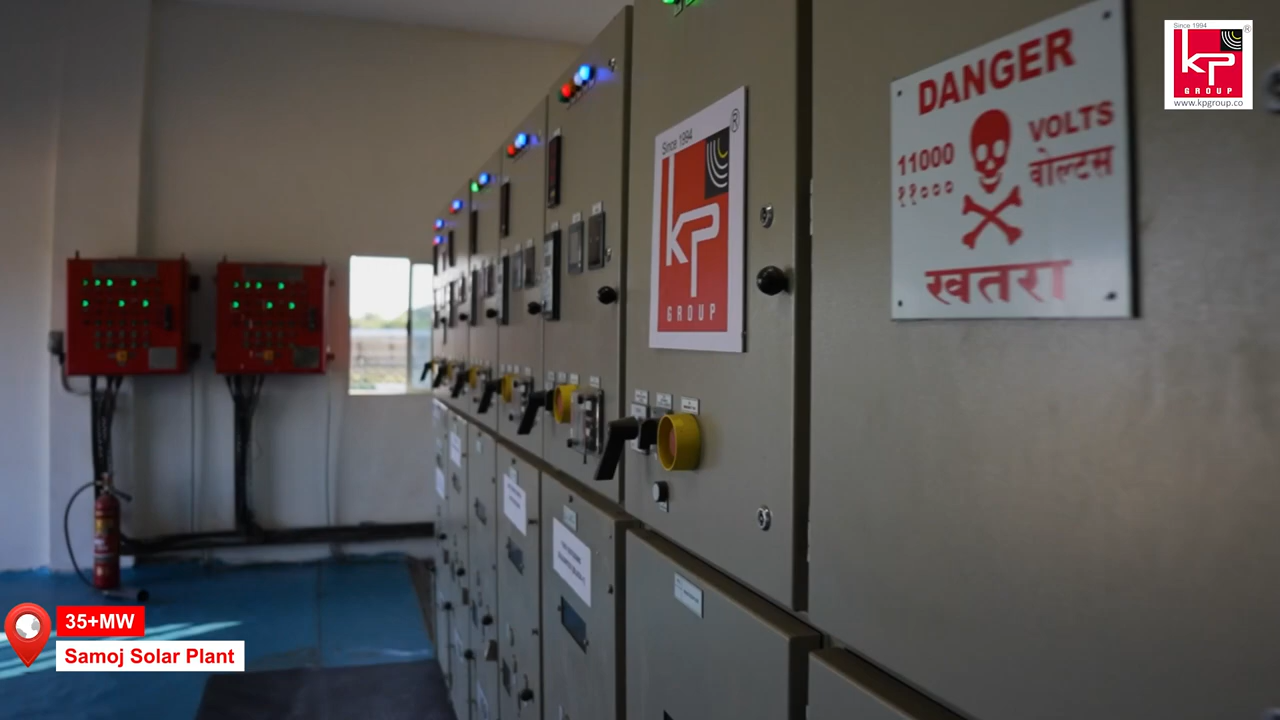 DANGER
11000 VOLTS
११००० वोल्टस
खतरा
Since 1994
kp
GROUP
®
Since 1994
®
kp
GROUP
www.kpgroup.co
35+MW
Samoj Solar Plant